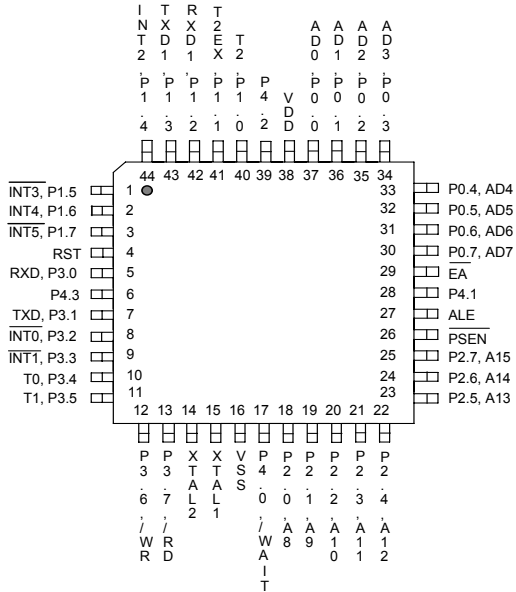 INT2, P1.4
TXD1, P1.3
RXD1, P1.2
T2EX, P1.1
T2, P1.0
P4.2
VDD
AD0, P0.0
AD1, P0.1
AD2, P0.2
AD3, P0.3
44 43 42 41 40 39 38 37 36 35 34
INT3, P1.5 1
INT4, P1.6 2
INT5, P1.7 3
RST 4
RXD, P3.0 5
P4.3 6
TXD, P3.1 7
INT0, P3.2 8
INT1, P3.3 9
T0, P3.4 10
T1, P3.5 11
33 P0.4, AD4
32 P0.5, AD5
31 P0.6, AD6
30 P0.7, AD7
29 EA
28 P4.1
27 ALE
26 PSEN
25 P2.7, A15
24 P2.6, A14
23 P2.5, A13
12 13 14 15 16 17 18 19 20 21 22
P3.6, /WR
P3.7, /RD
XTAL2
XTAL1
VSS
P4.0, /WAIT
P2.0, A8
P2.1, A9
P2.2, A10
P2.3, A11
P2.4, A12